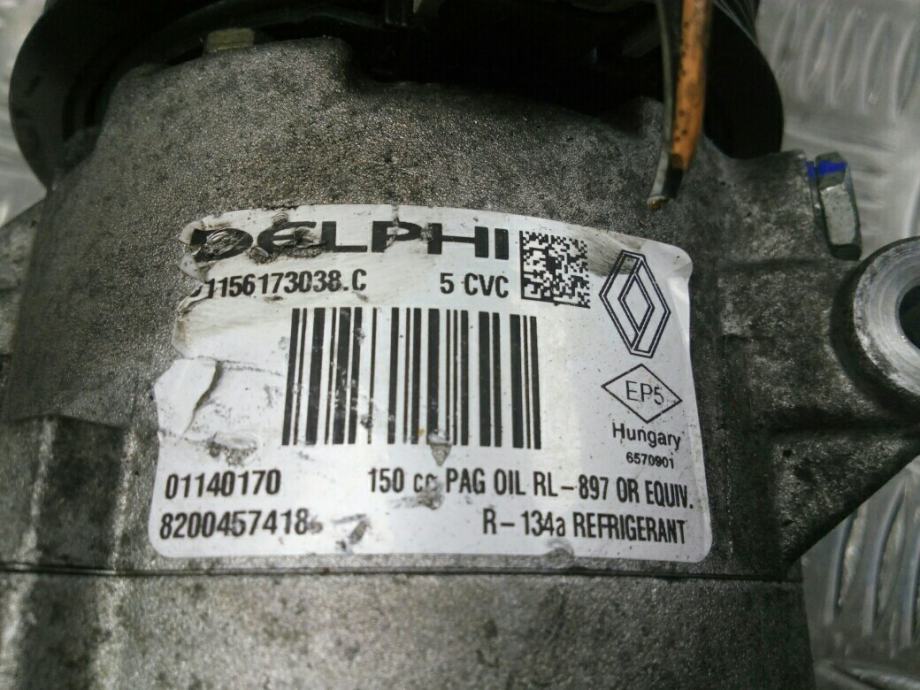 DELPHI
1156173038.C 5 CVC
EP5
Hungary
6570901
01140170 150 cc PAG OIL RL-897 OR EQUIV.
8200457418 R-134a REFRIGERANT